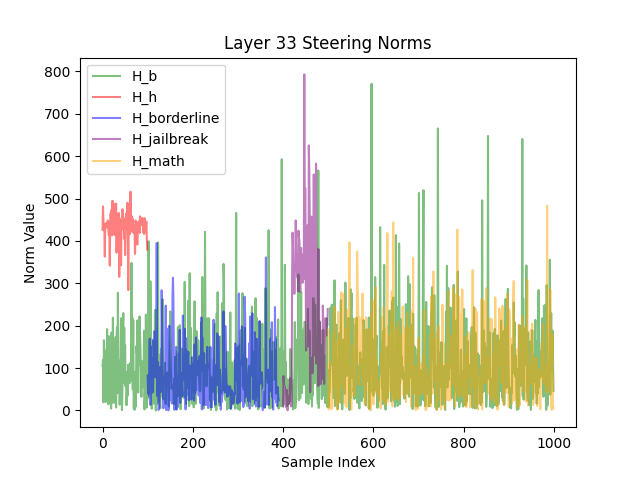 Layer 33 Steering Norms
H_b
H_h
H_borderline
H_jailbreak
H_math
Norm Value
800
700
600
500
400
300
200
100
0
0
200
400
600
800
1000
Sample Index